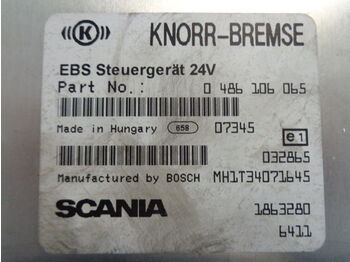 KNORR-BREMSE
EBS Steuergerät 24V
Part No.: 0 486 106 065
Made in Hungary 658 07345
e1
032865
Manufactured by BOSCH MH1T34071645
SCANIA 1863280
6411